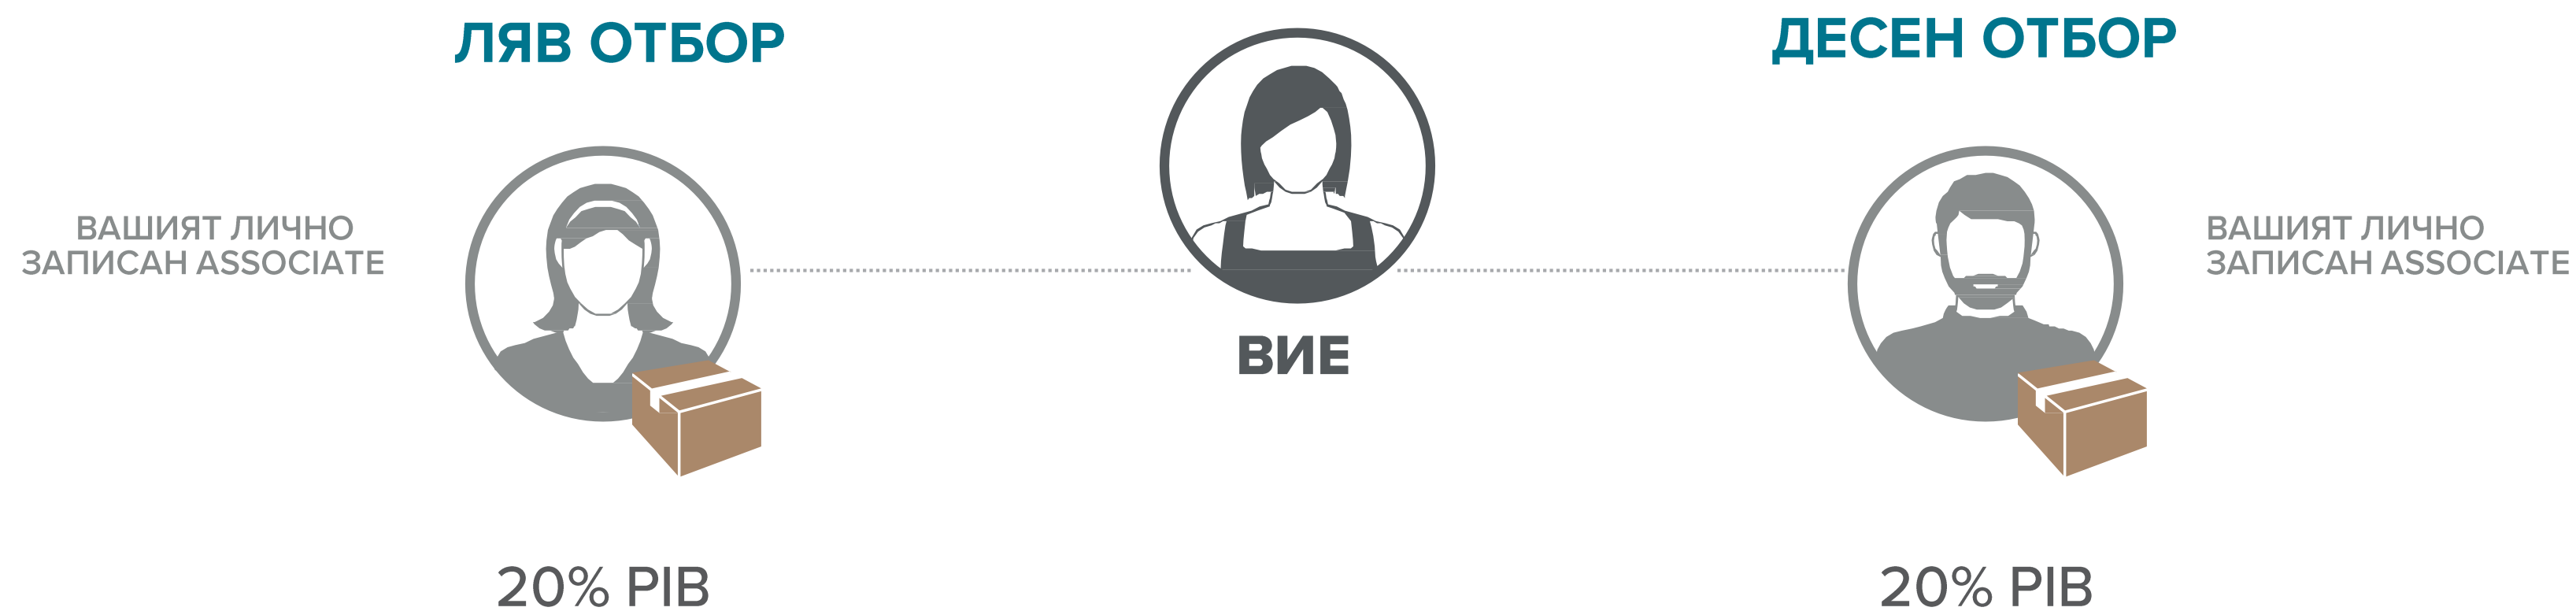 ЛЯВ ОТБОР
ДЕСЕН ОТБОР
ВАШИЯТ ЛИЧНО
ЗАПИСАН ASSOCIATE
ВАШИЯТ ЛИЧНО
ЗАПИСАН ASSOCIATE
ВИЕ
20% PIB
20% PIB